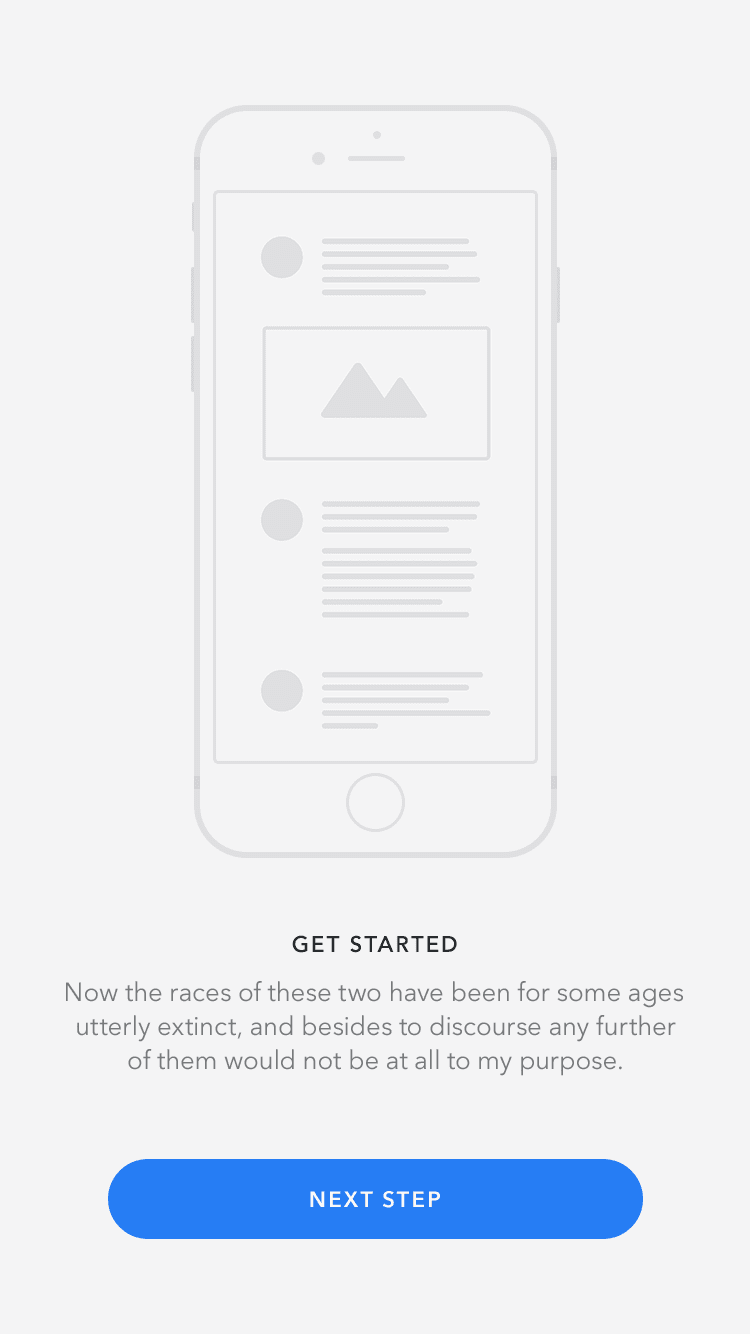 GET STARTED
Now the races of these two have been for some ages
utterly extinct, and besides to discourse any further
of them would not be at all to my purpose.
NEXT STEP